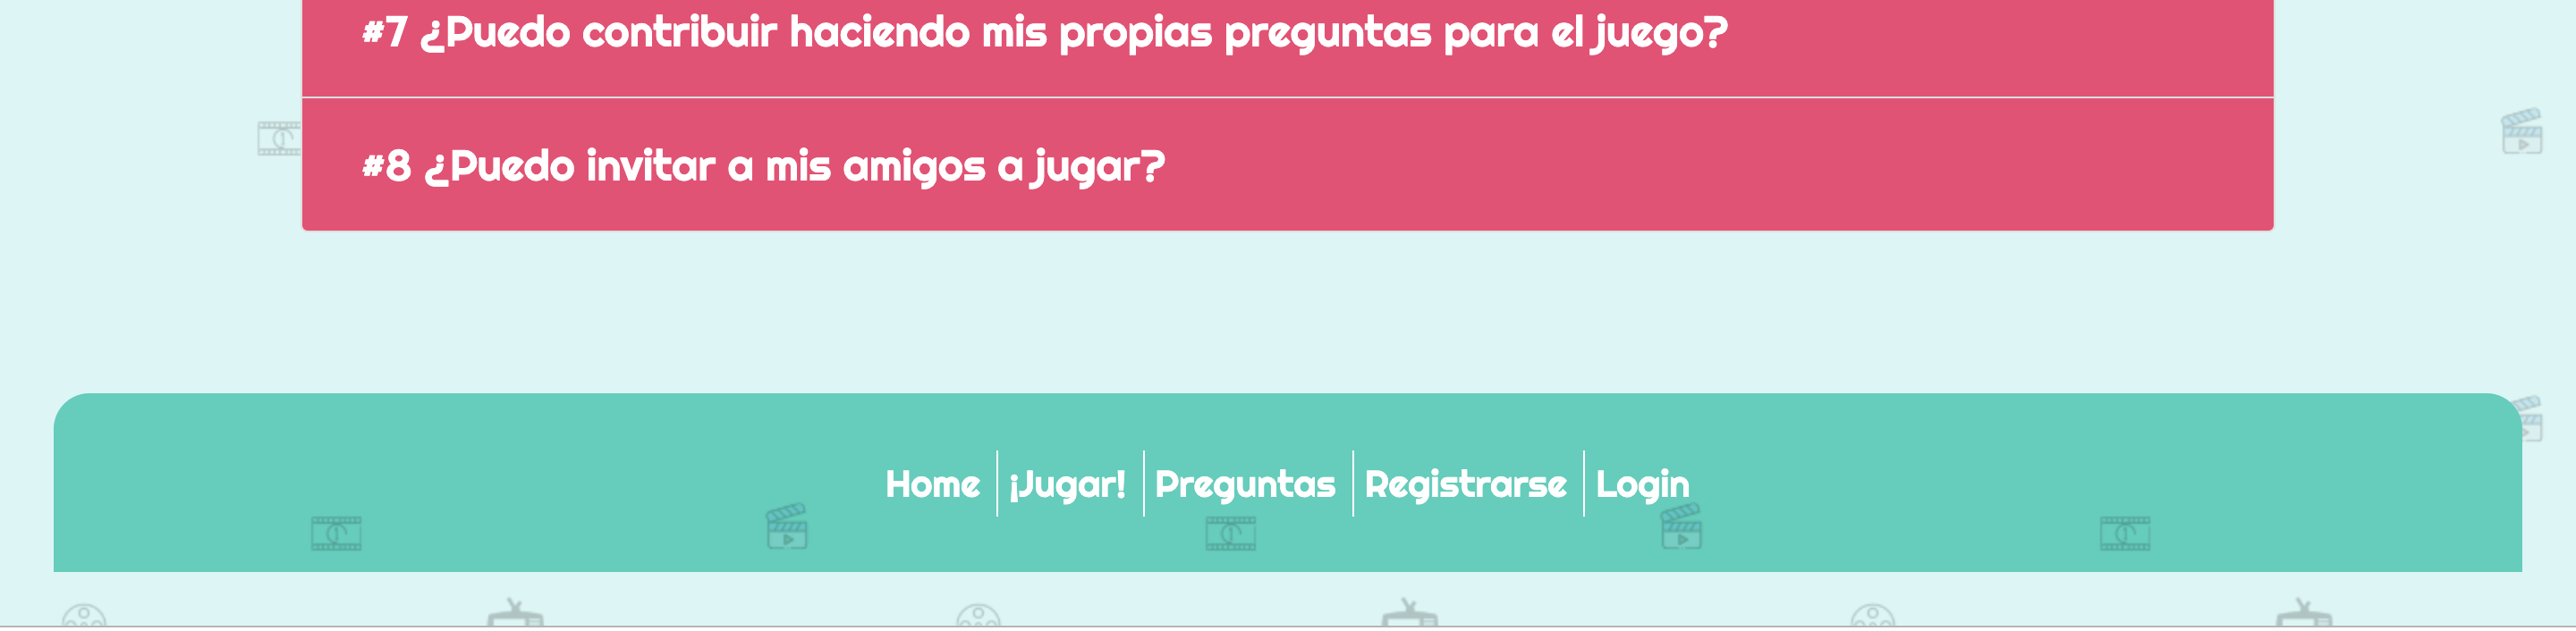 #7 ¿Puedo contribuir haciendo mis propias preguntas para el juego?
#8 ¿Puedo invitar a mis amigos a jugar?
Home ¡Jugar! Preguntas Registrarse Login